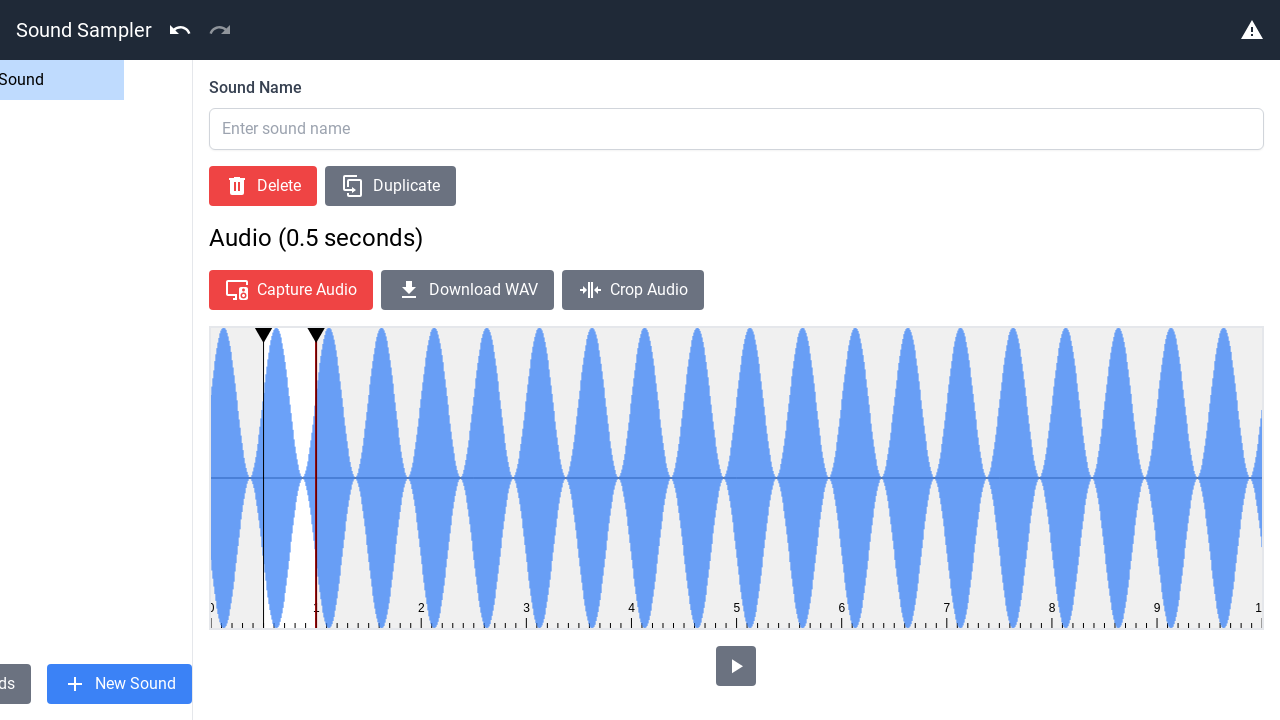 Sound Sampler
Sound
Sound Name
Enter sound name
Delete
Duplicate
Audio (0.5 seconds)
Capture Audio
Download WAV
Crop Audio
0 1 2 3 4 5 6 7 8 9 1
ds
New Sound